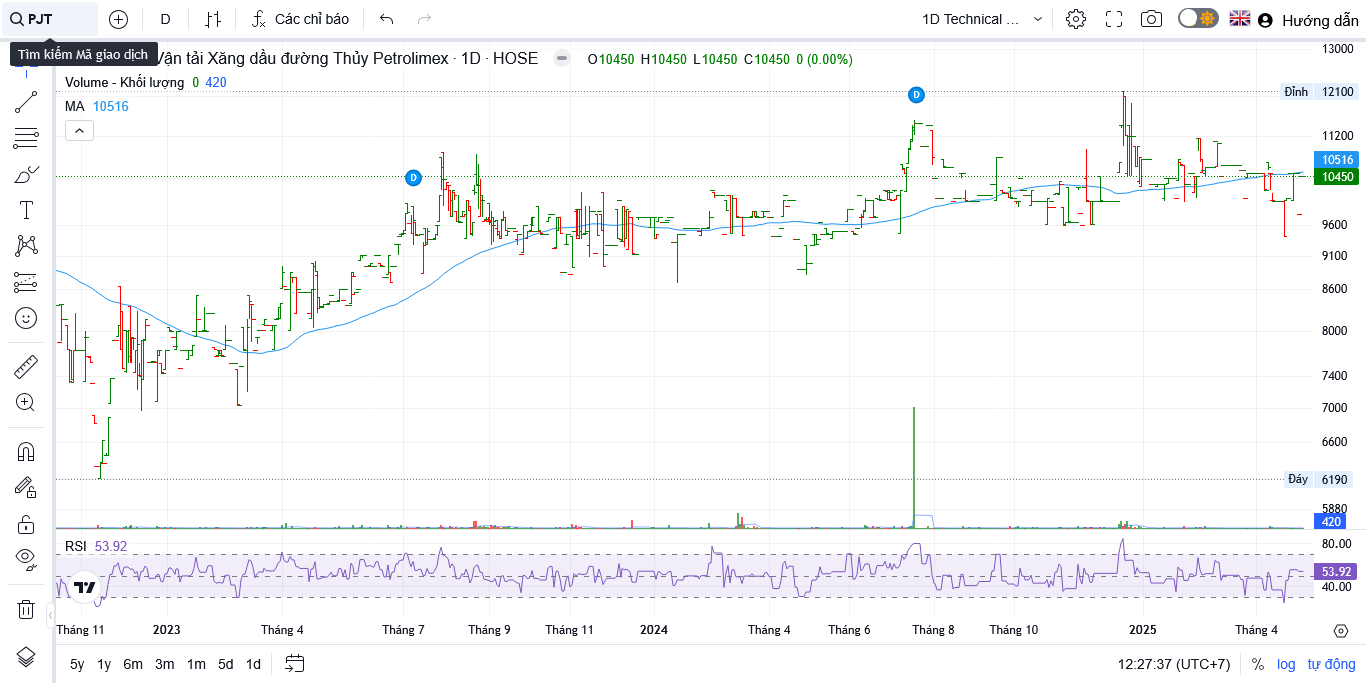 PJT D Các chỉ báo 1D Technical ... Hướng dẫn
Tìm kiếm Mã giao dịch
Vận tải Xăng dầu đường Thủy Petrolimex · 1D · HOSE O10450 H10450 L10450 C10450 0 (0.00%)
Volume - Khối lượng 0 420
MA 10516
13000
Đỉnh 12100
11200
10516
10450
9600
9100
8600
8000
7400
7000
6600
Đáy 6190
5880
420
D
D
RSI 53.92
80.00
53.92
40.00
Tháng 11 2023 Tháng 4 Tháng 7 Tháng 9 Tháng 11 2024 Tháng 4 Tháng 6 Tháng 8 Tháng 10 2025 Tháng 4
5y 1y 6m 3m 1m 5d 1d 12:27:37 (UTC+7) % log tự động